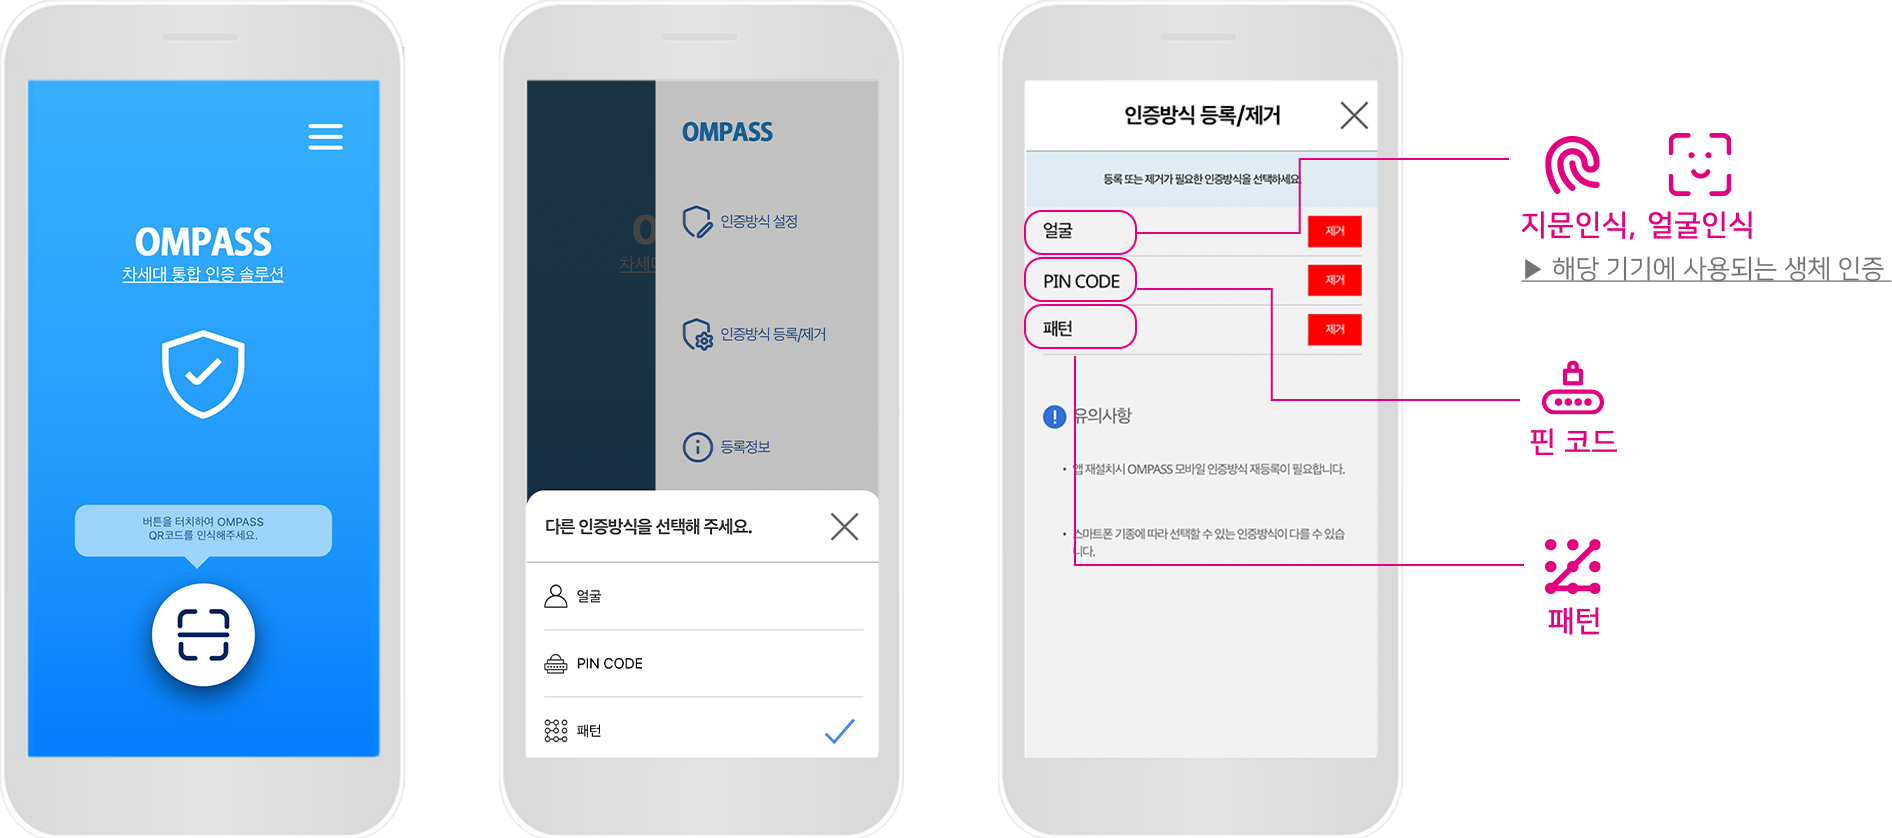 OMPASS
차세대 통합 인증 솔루션
버튼을 터치하여 OMPASS
QR코드를 인식해주세요.
OMPASS
인증방식 설정
O
차세
인증방식 등록/제거
등록정보
다른 인증방식을 선택해 주세요.
얼굴
PIN CODE
패턴
인증방식 등록/제거
등록 또는 제거가 필요한 인증방식을 선택하세요.
얼굴 제거
PIN CODE 제거
패턴 제거
유의사항
• 앱 재설치시 OMPASS 모바일 인증방식 재등록이 필요합니다.
• 스마트폰 기종에 따라 선택할 수 있는 인증방식이 다를 수 있습
니다.
지문인식, 얼굴인식
▶ 해당 기기에 사용되는 생체 인증
핀 코드
패턴